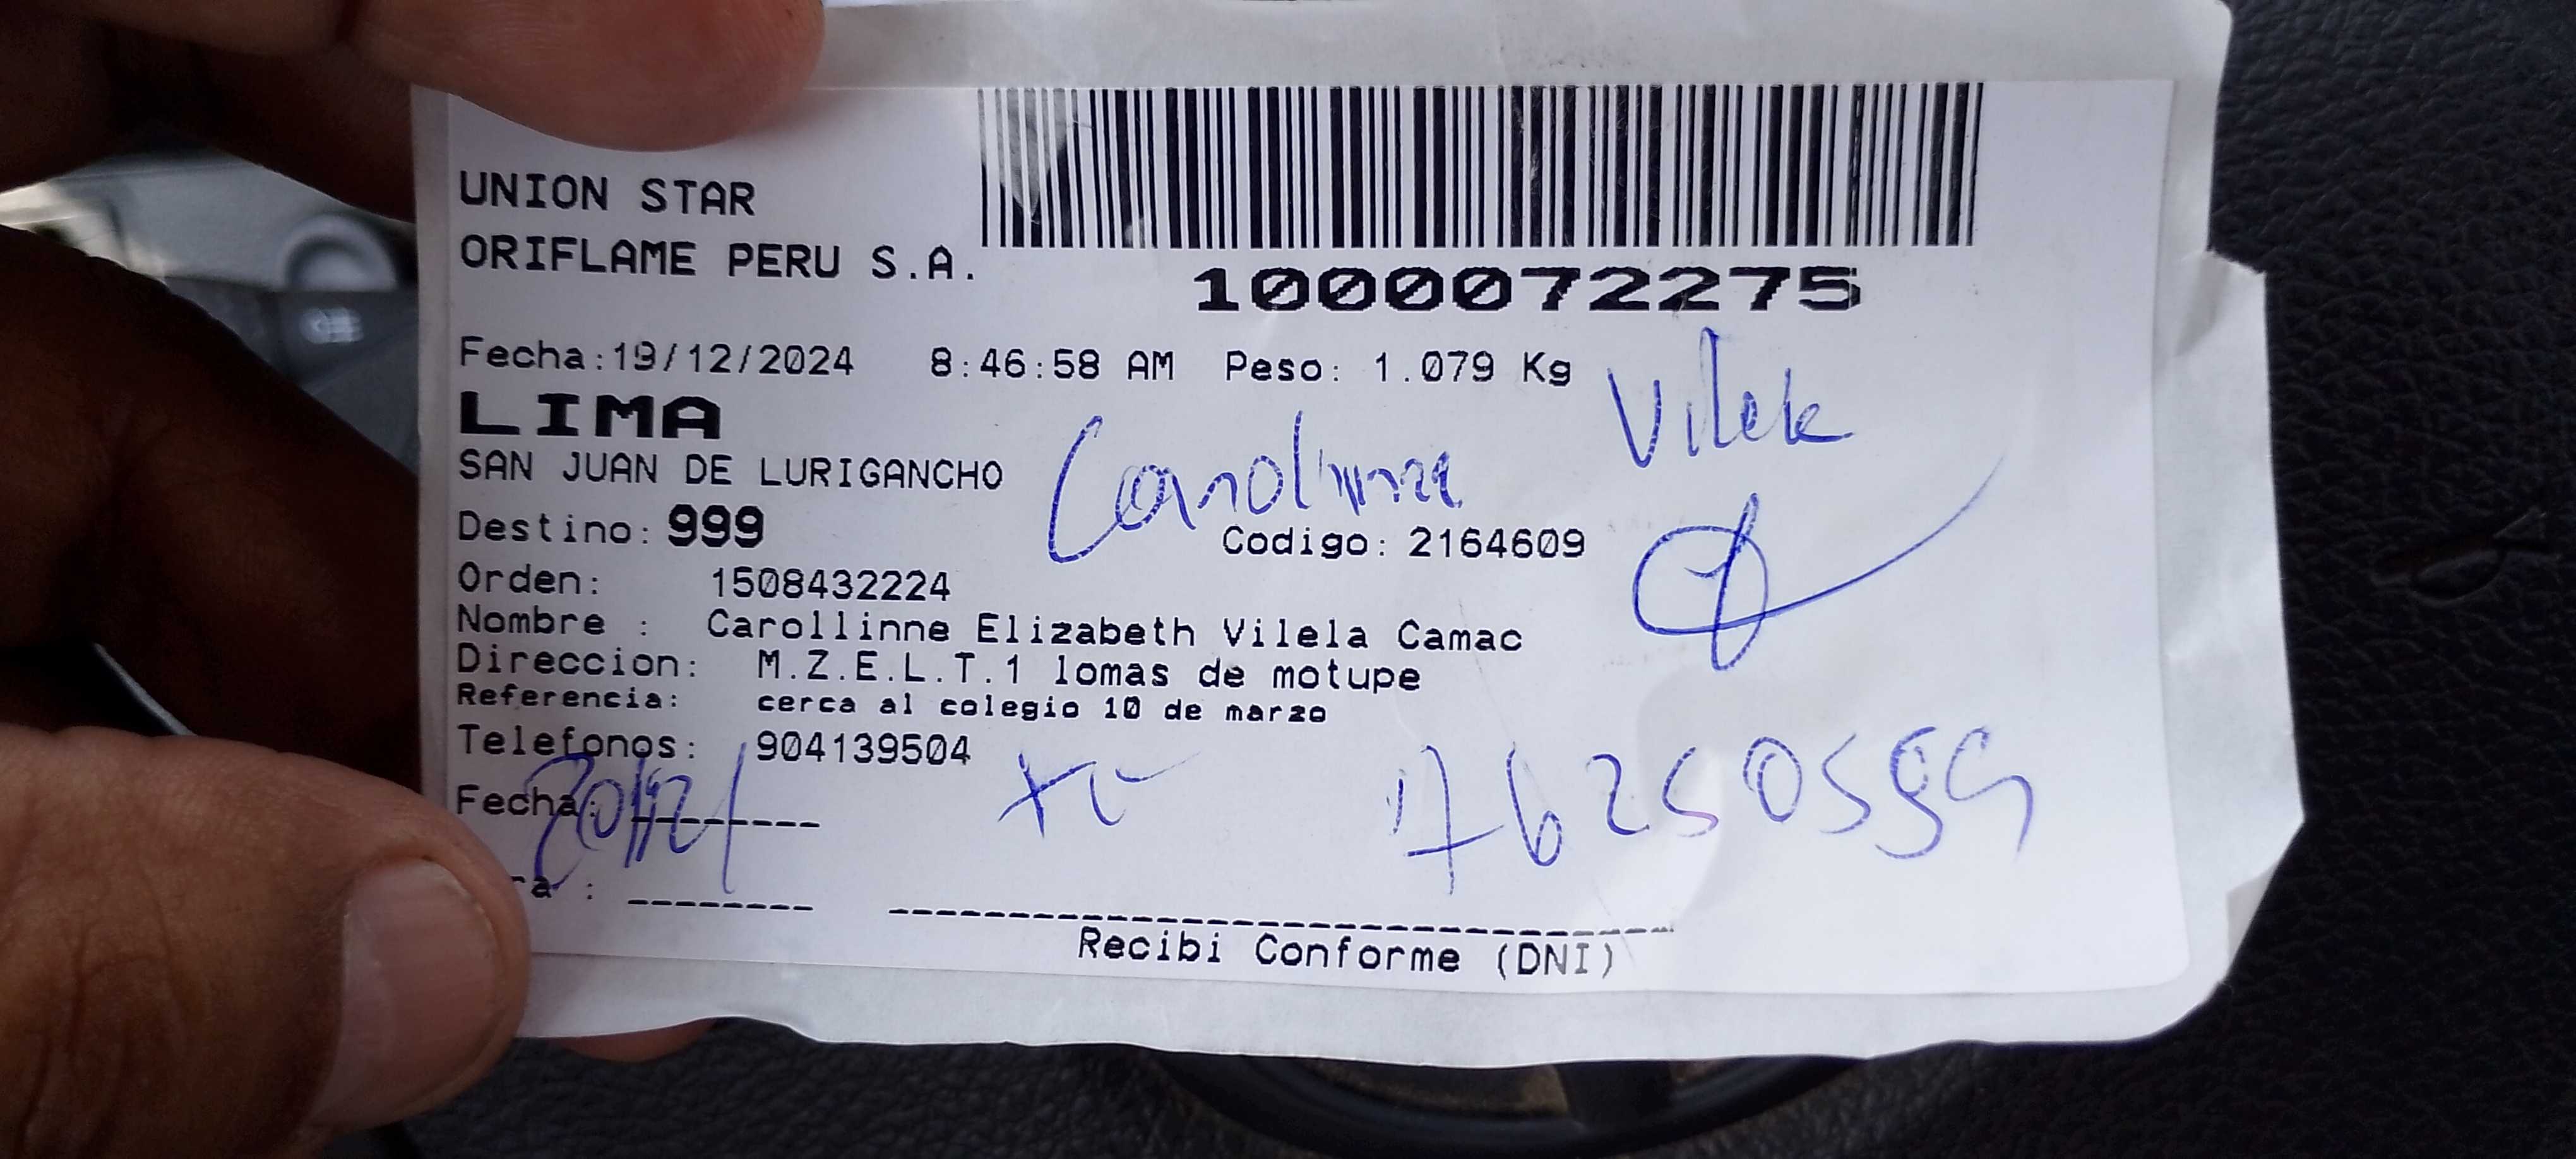 UNION STAR
ORIFLAME PERU S.A.
1000072275
Fecha:19/12/2024 8:46:58 AM Peso: 1.079 Kg
Vilela
LIMA
SAN JUAN DE LURIGANCHO
Carolinne
Destino: 999
Codigo: 2164609
Orden: 1508432224
Nombre : Carollinne Elizabeth Vilela Camac
Direccion: M.Z.E.L.T.1 lomas de motupe
Referencia: cerca al colegio 10 de marzo
Telefonos: 904139504
Fecha: 20/12/
76250599
ra :
Recibi Conforme (DNI)